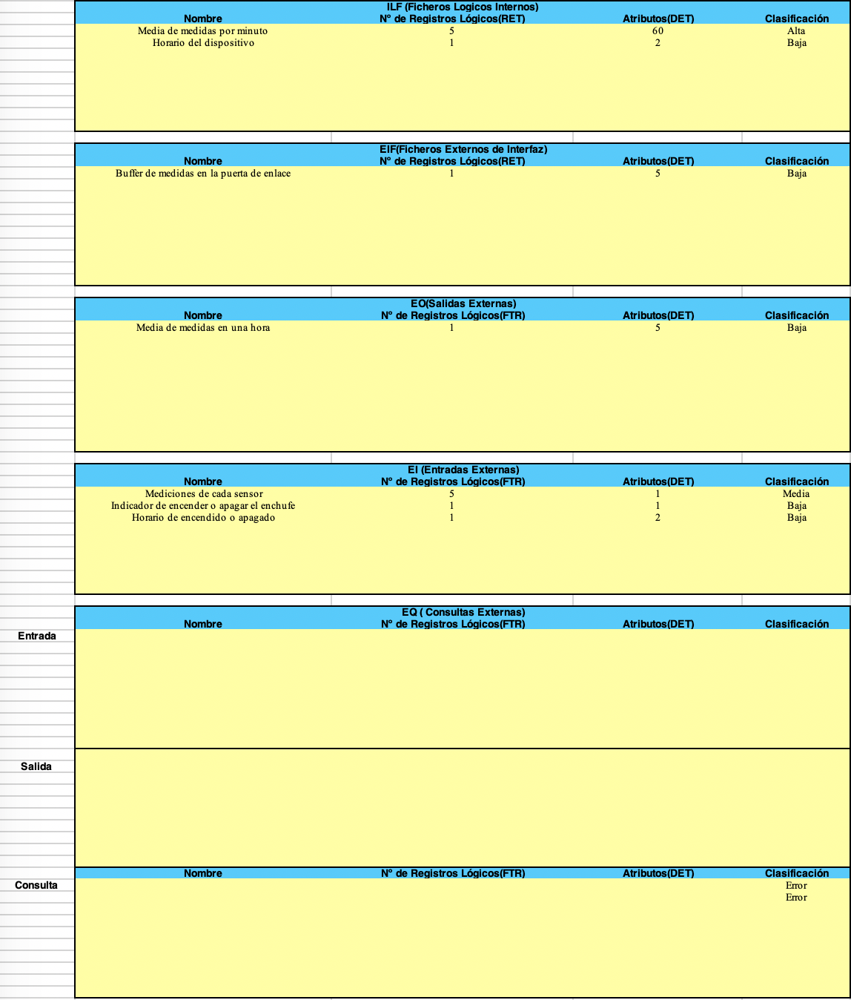 ILF (Ficheros Logicos Internos)
Nombre Nº de Registros Lógicos(RET) Atributos(DET) Clasificación
Media de medidas por minuto 5 60 Alta
Horario del dispositivo 1 2 Baja
EIF(Ficheros Externos de Interfaz)
Nombre Nº de Registros Lógicos(RET) Atributos(DET) Clasificación
Buffer de medidas en la puerta de enlace 1 5 Baja
EO(Salidas Externas)
Nombre Nº de Registros Lógicos(FTR) Atributos(DET) Clasificación
Media de medidas en una hora 1 5 Baja
EI (Entradas Externas)
Nombre Nº de Registros Lógicos(FTR) Atributos(DET) Clasificación
Mediciones de cada sensor 5 1 Media
Indicador de encender o apagar el enchufe 1 1 Baja
Horario de encendido o apagado 1 2 Baja
EQ ( Consultas Externas)
Nombre Nº de Registros Lógicos(FTR) Atributos(DET) Clasificación
Entrada
Salida
Nombre Nº de Registros Lógicos(FTR) Atributos(DET) Clasificación
Consulta Error
Error